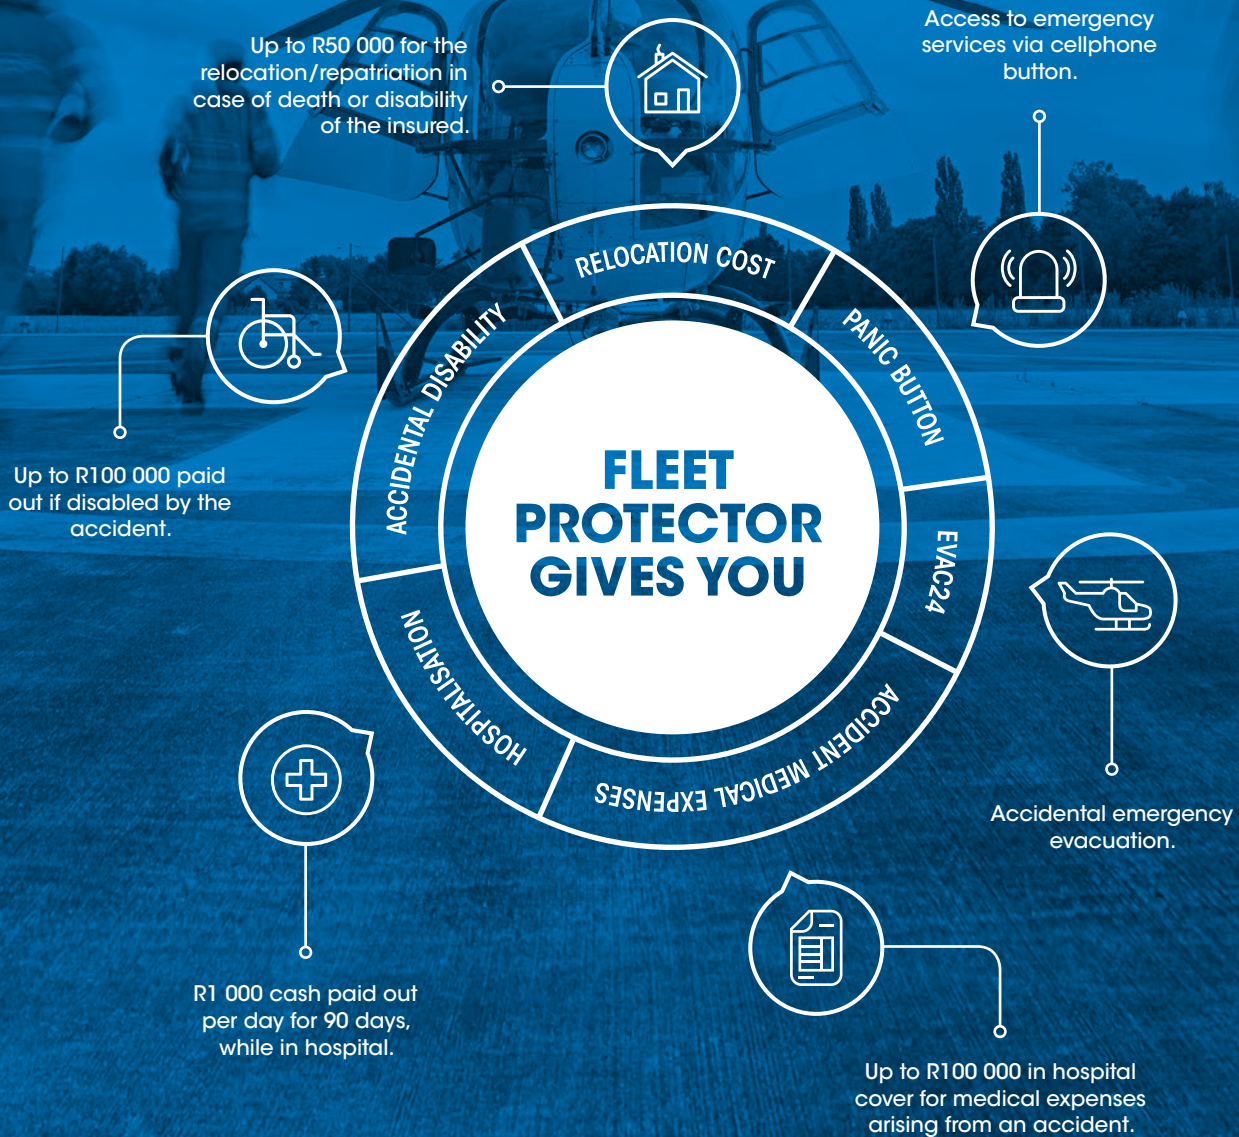 Up to R50 000 for the
relocation/repatriation in
case of death or disability
of the insured.
Access to emergency
services via cellphone
button.
RELOCATION COST
PANIC BUTTON
ACCIDENTAL DISABILITY
Up to R100 000 paid
out if disabled by the
accident.
FLEET
PROTECTOR
GIVES YOU
EVAC24
HOSPITALISATION
ACCIDENT MEDICAL EXPENSES
Accidental emergency
evacuation.
R1 000 cash paid out
per day for 90 days,
while in hospital.
Up to R100 000 in hospital
cover for medical expenses
arising from an accident.